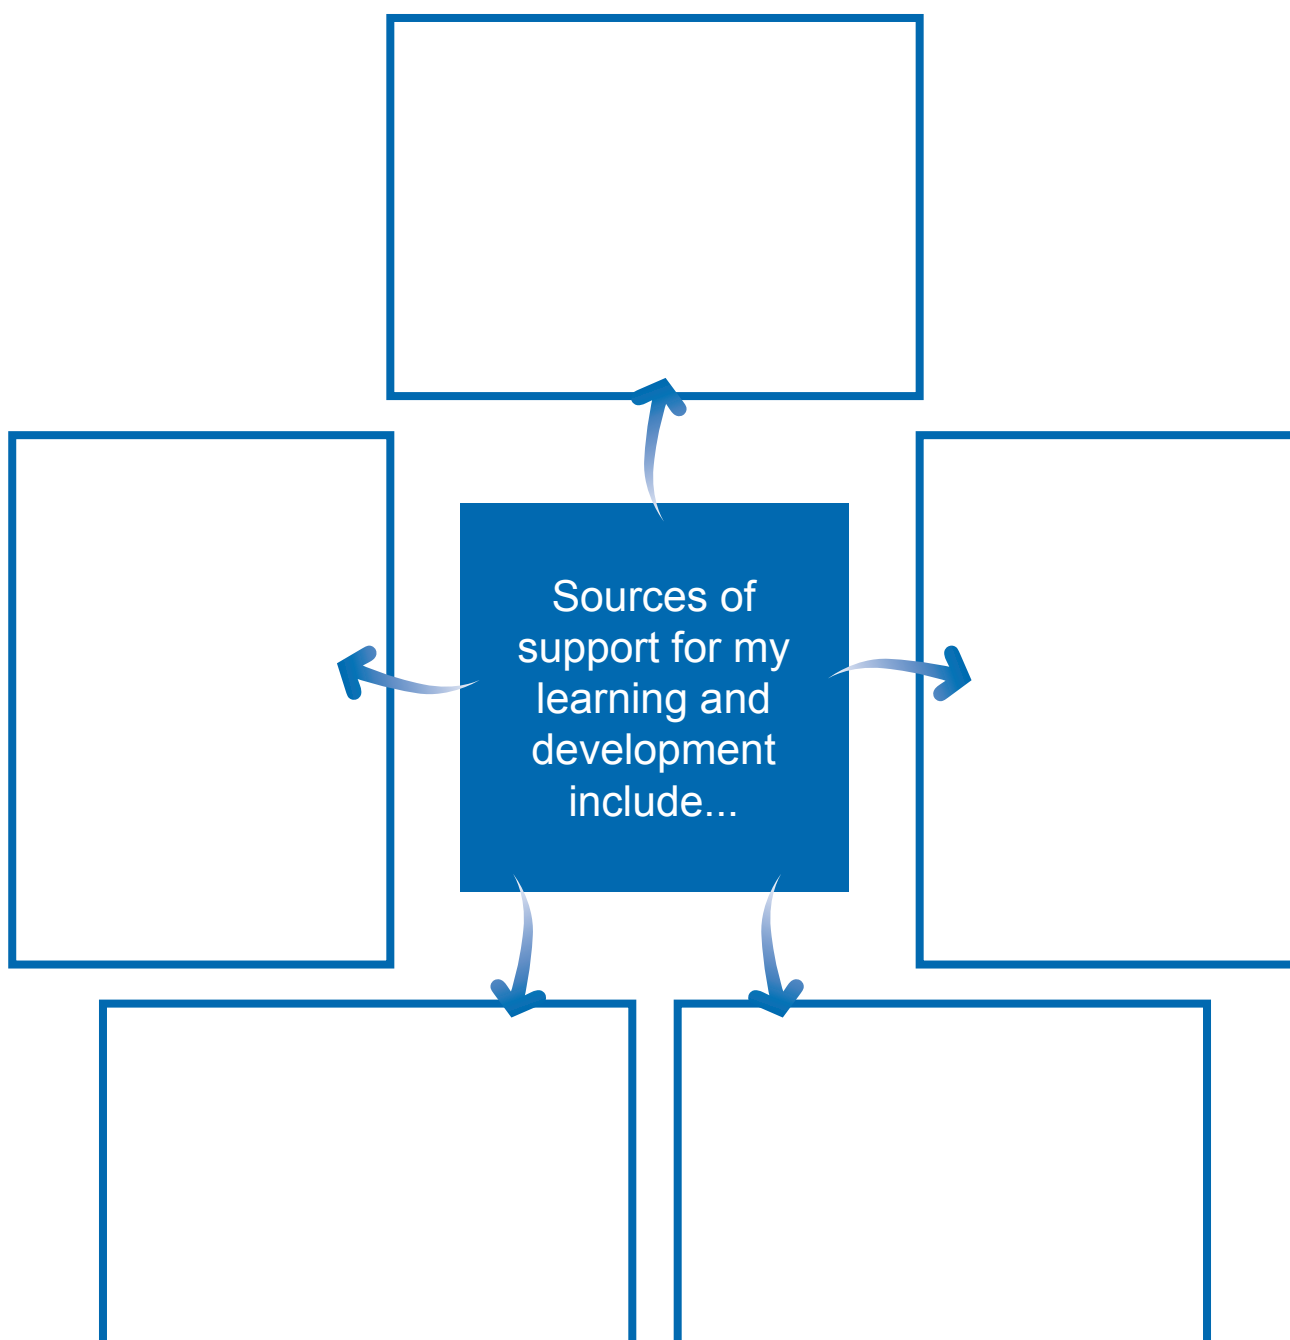 Sources of
support for my
learning and
development
include...